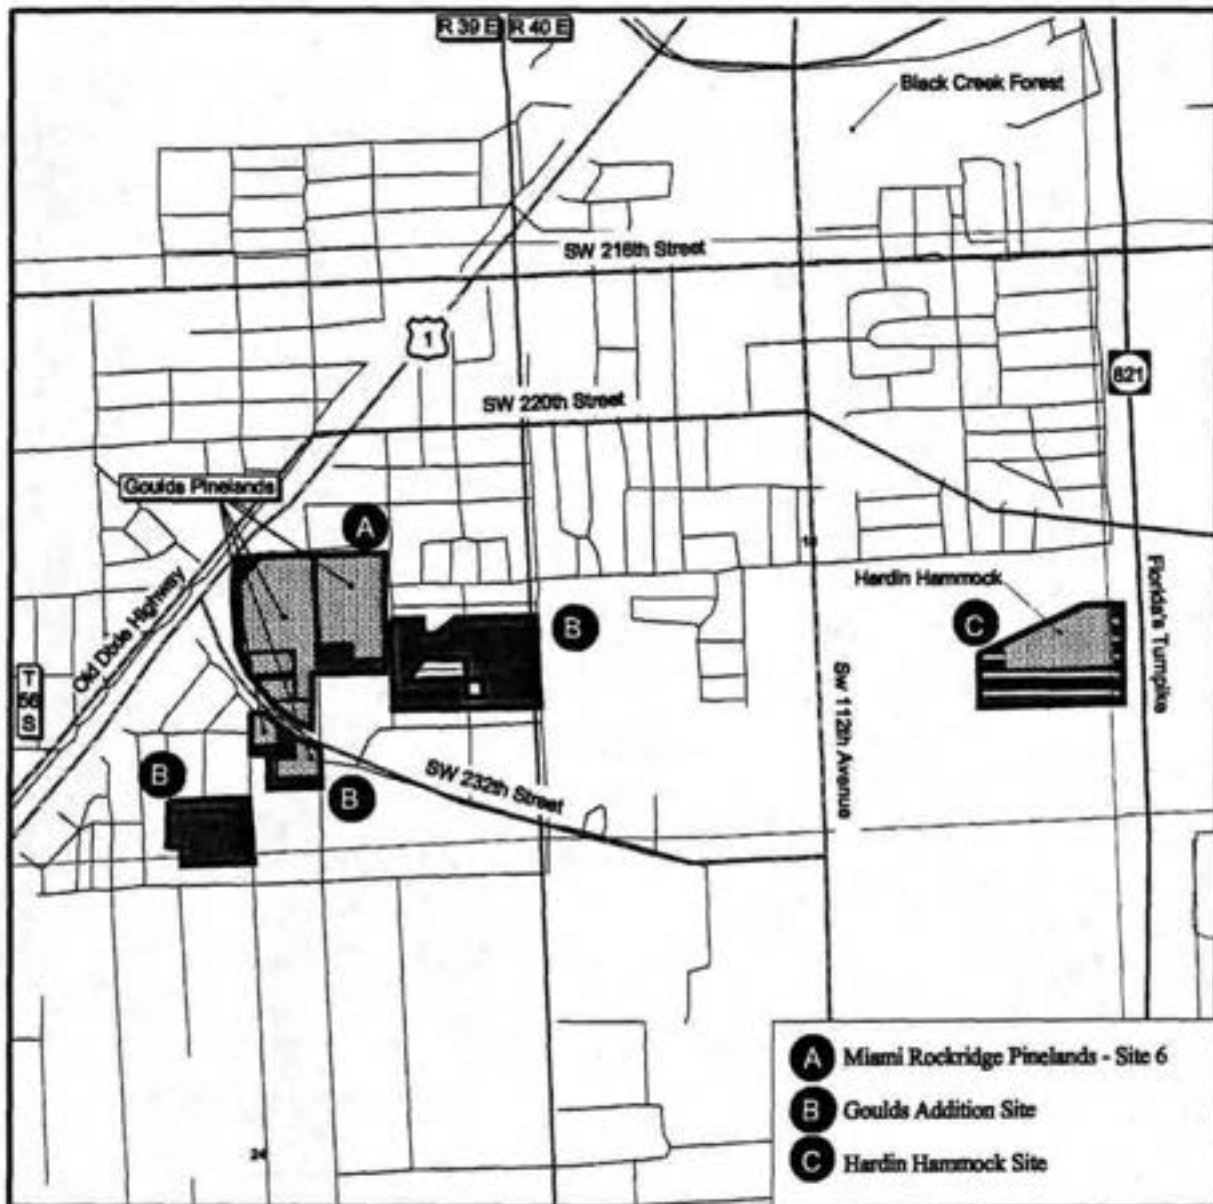 R 39 E R 40 E
Black Creek Forest
SW 216th Street
1
821
SW 220th Street
Goulds Pinelands
A
Old Dixie Highway
18
Hardin Hammock
Florida's Turnpike
B
C
T
56
S
Sw 112th Avenue
B
SW 232th Street
B
24
A Miami Rockridge Pinelands - Site 6
B Goulds Addition Site
C Hardin Hammock Site